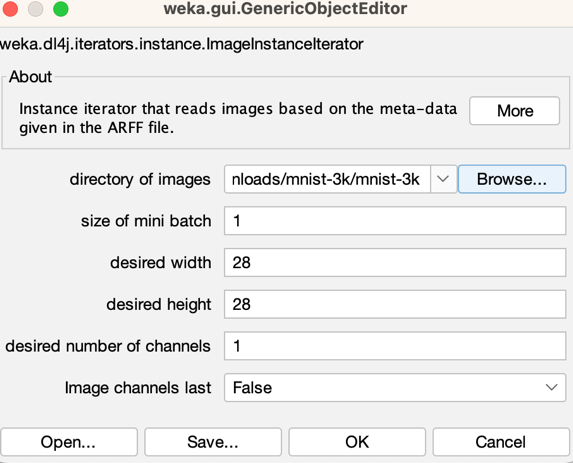 weka.gui.GenericObjectEditor
weka.dl4j.iterators.instance.ImageInstanceIterator
About
Instance iterator that reads images based on the meta-data
given in the ARFF file.
More
directory of images nloads/mnist-3k/mnist-3k Browse...
size of mini batch 1
desired width 28
desired height 28
desired number of channels 1
Image channels last False
Open... Save... OK Cancel